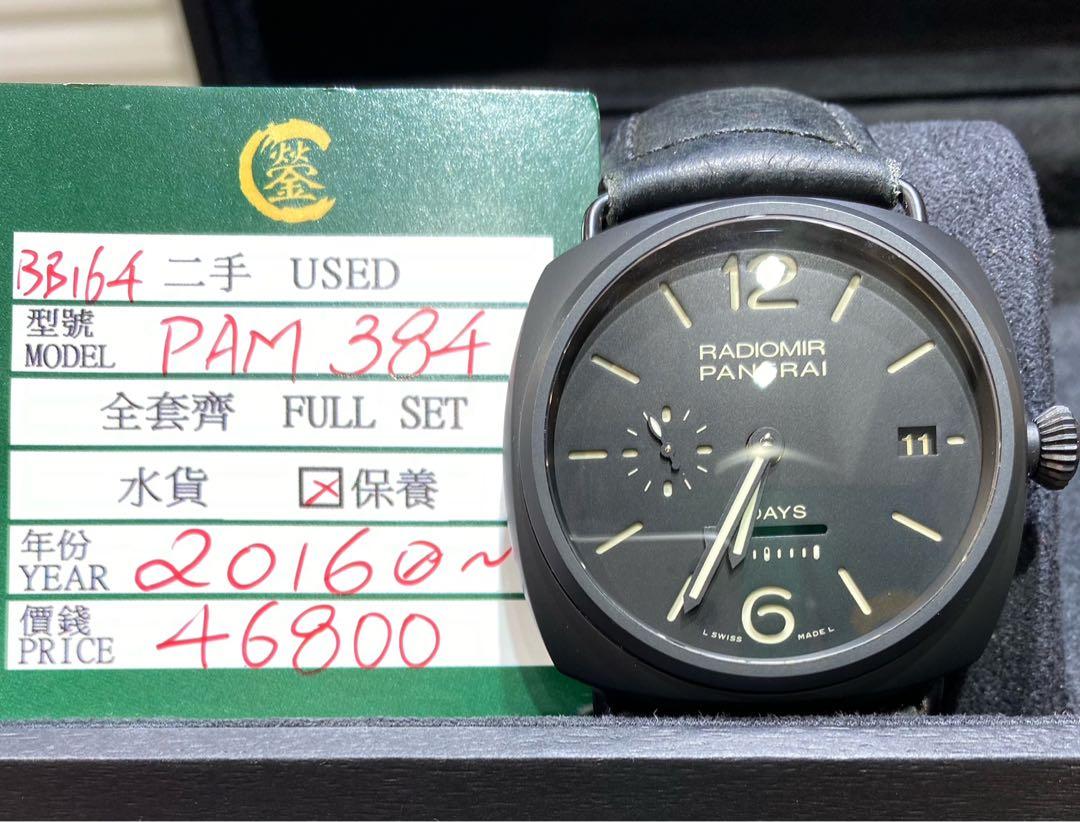 鎣
BB164 二手 USED
型號 MODEL PAM 384
全套齊 FULL SET
水貨 保養
年份 YEAR 2016
價錢 PRICE 46800
12
RADIOMIR
PANERAI
11
DAYS
6
L SWISS MADE L